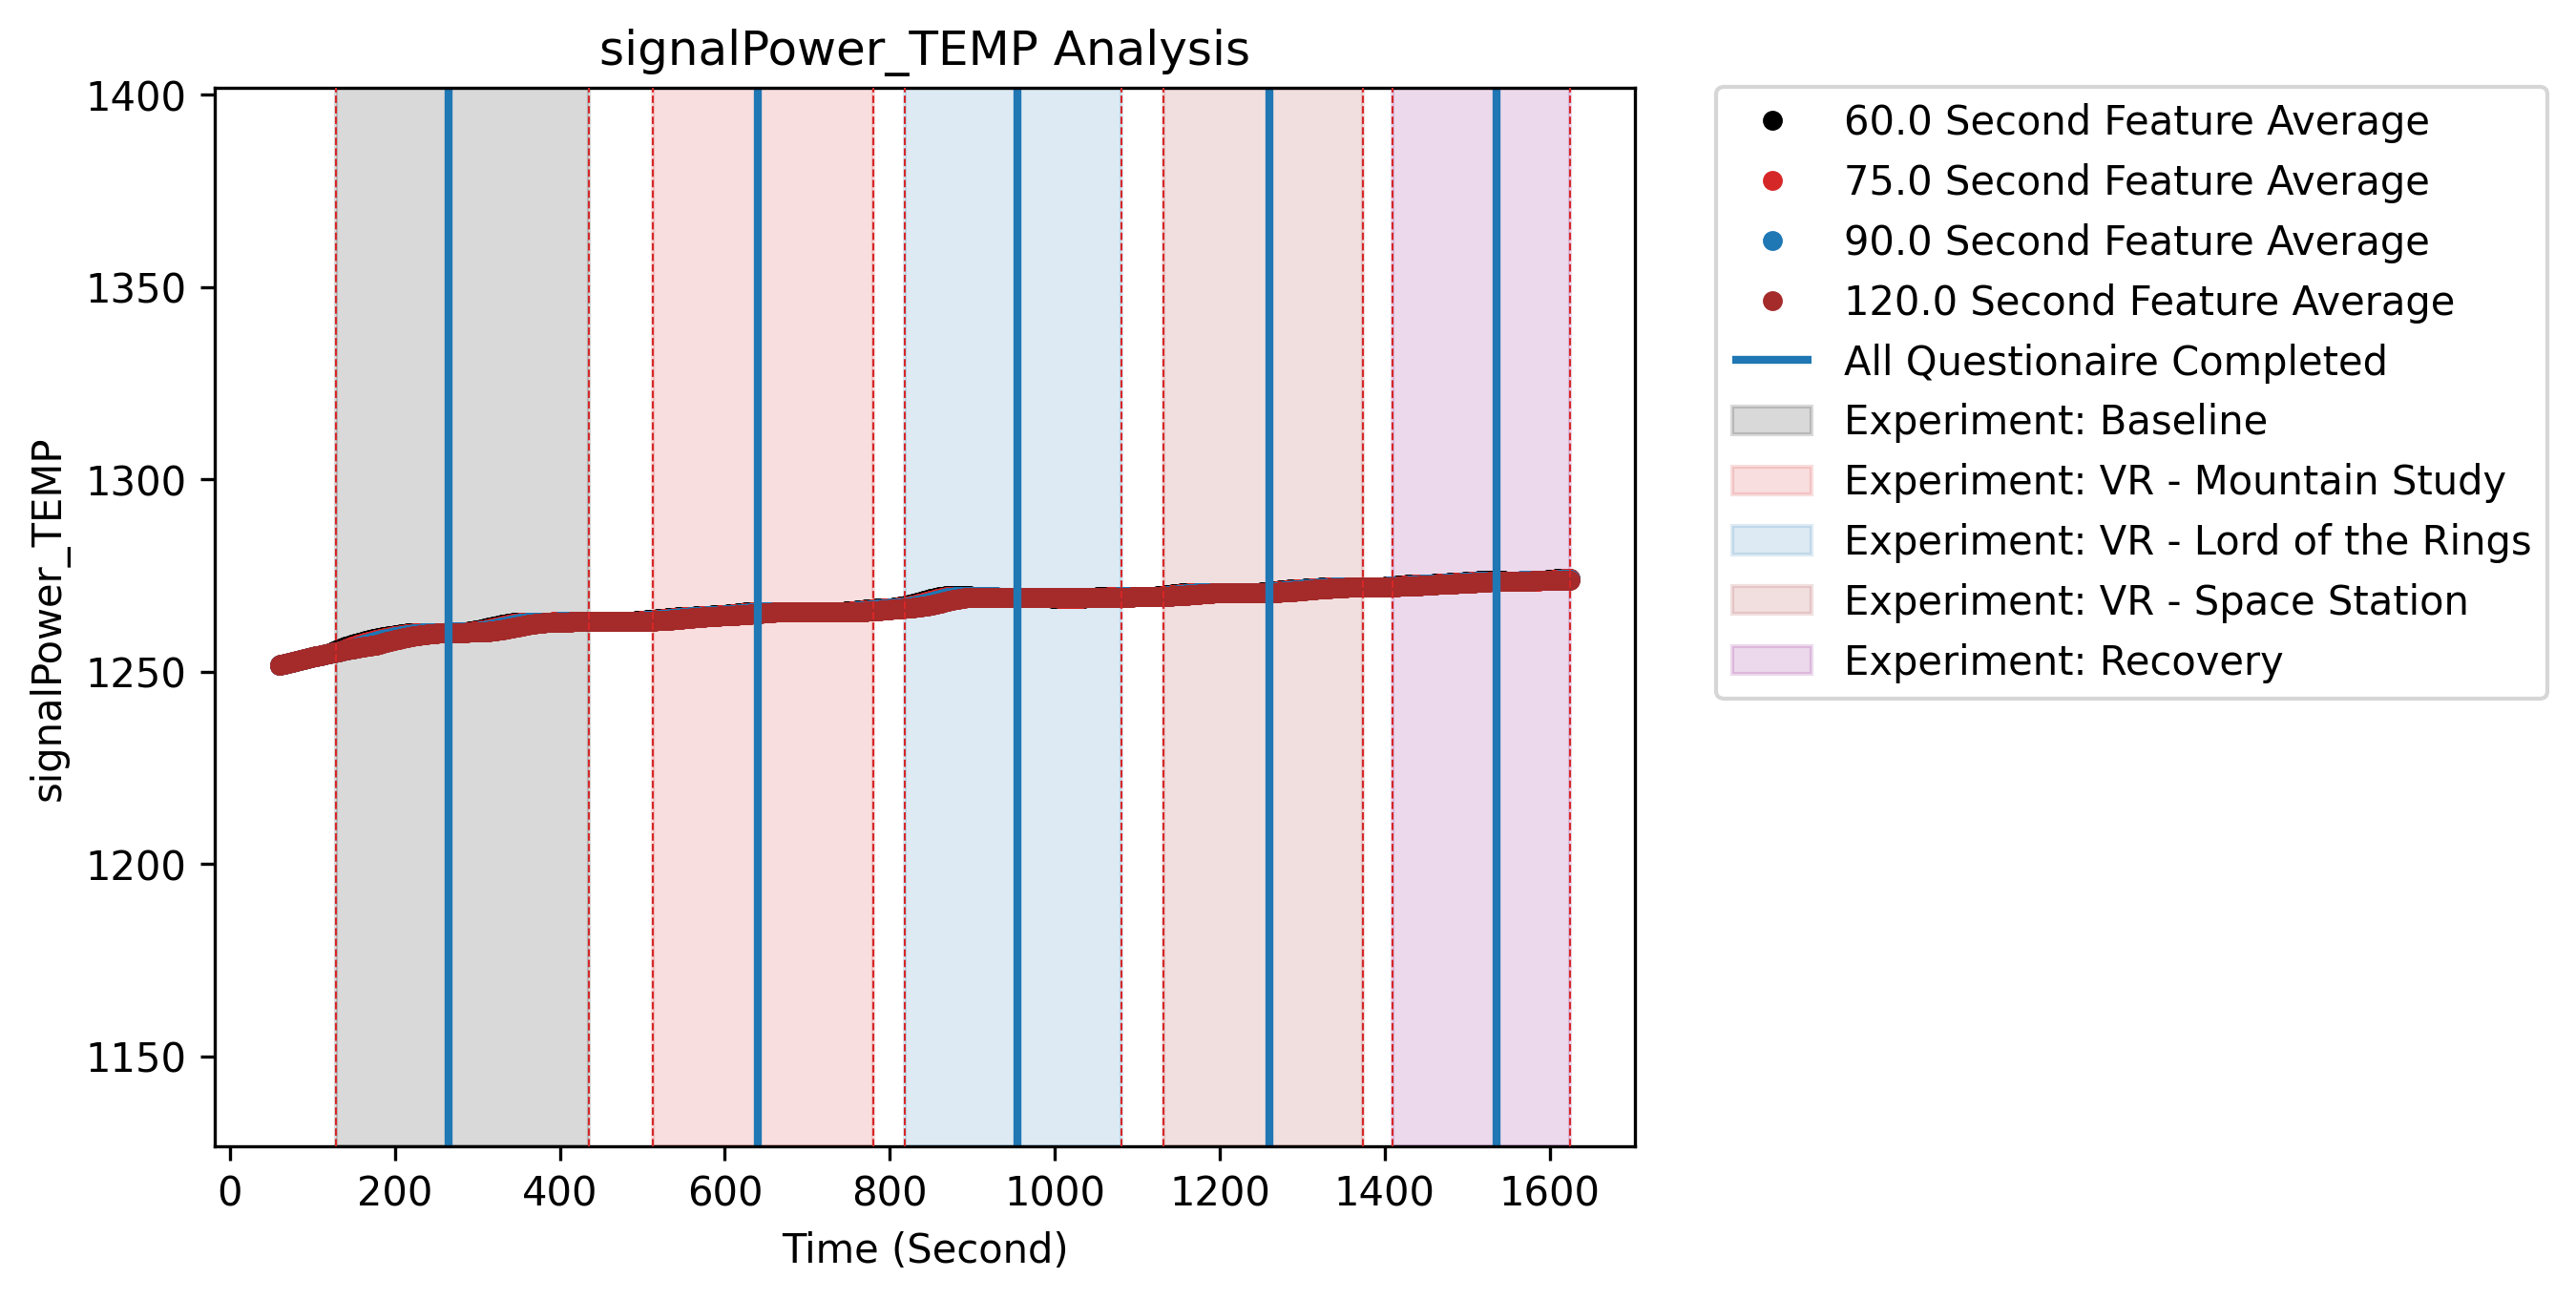 signalPower_TEMP Analysis
signalPower_TEMP
1400
1350
1300
1250
1200
1150
0 200 400 600 800 1000 1200 1400 1600
Time (Second)
60.0 Second Feature Average
75.0 Second Feature Average
90.0 Second Feature Average
120.0 Second Feature Average
All Questionaire Completed
Experiment: Baseline
Experiment: VR - Mountain Study
Experiment: VR - Lord of the Rings
Experiment: VR - Space Station
Experiment: Recovery